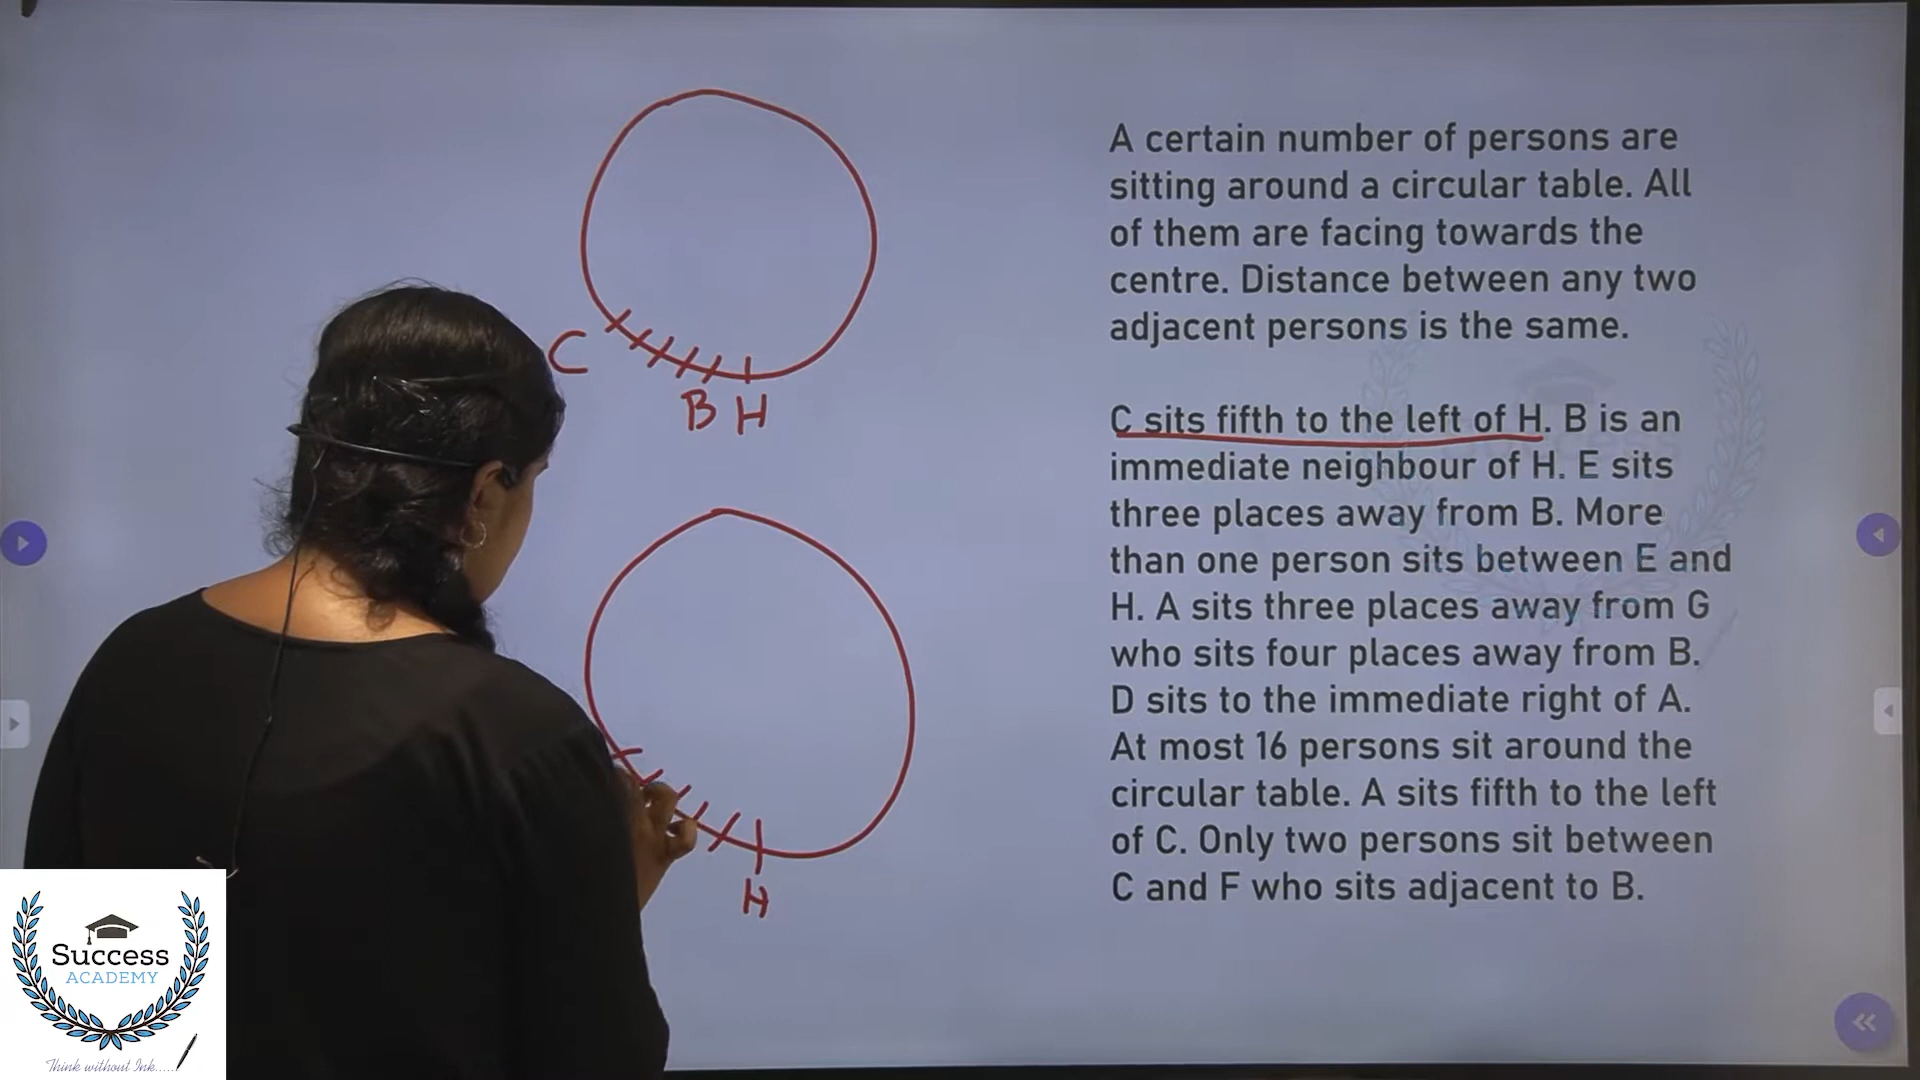 A certain number of persons are
sitting around a circular table. All
of them are facing towards the
centre. Distance between any two
adjacent persons is the same.
C sits fifth to the left of H. B is an
immediate neighbour of H. E sits
three places away from B. More
than one person sits between E and
H. A sits three places away from G
who sits four places away from B.
D sits to the immediate right of A.
At most 16 persons sit around the
circular table. A sits fifth to the left
of C. Only two persons sit between
C and F who sits adjacent to B.
C
B H
H
Success
ACADEMY
Think without Ink.....